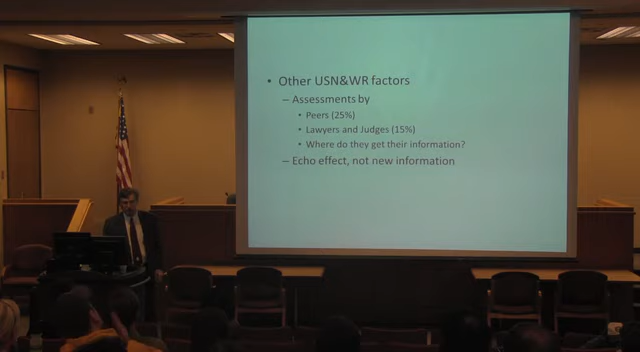 • Other USN&WR factors
– Assessments by
• Peers (25%)
• Lawyers and Judges (15%)
• Where do they get their information?
– Echo effect, not new information